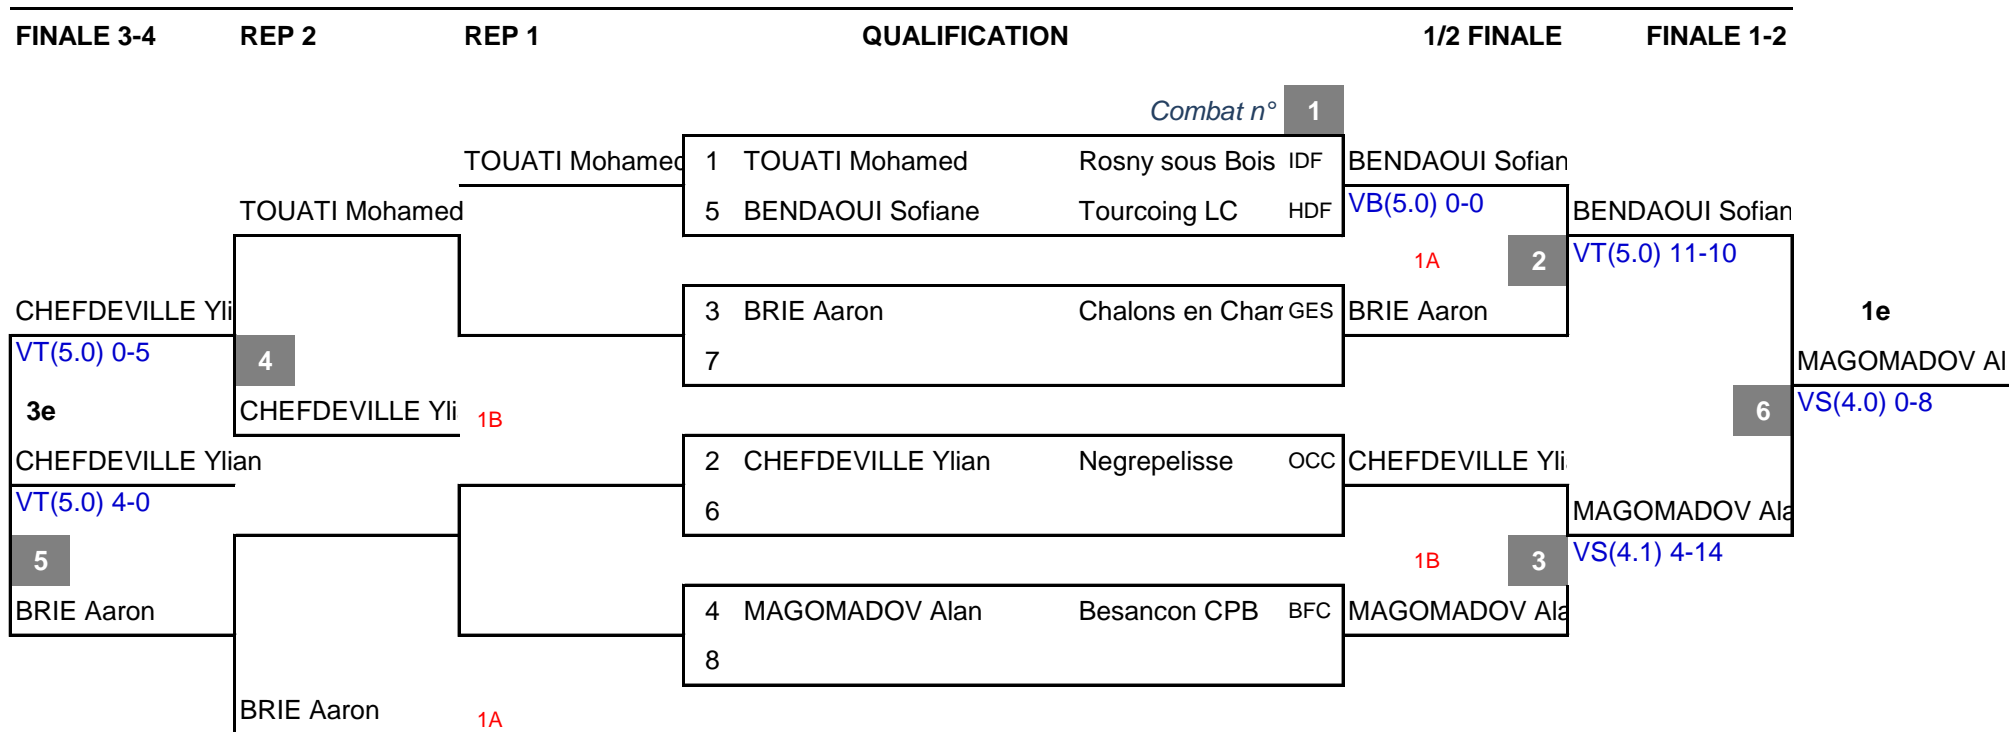 FINALE 3-4 REP 2 REP 1 QUALIFICATION 1/2 FINALE FINALE 1-2
Combat n° 1
TOUATI Mohamed 1 TOUATI Mohamed Rosny sous Bois IDF BENDAOUI Sofian
TOUATI Mohamed 5 BENDAOUI Sofiane Tourcoing LC HDF VB(5.0) 0-0 BENDAOUI Sofian
1A 2 VT(5.0) 11-10
CHEFDEVILLE Yli 3 BRIE Aaron Chalons en Cham GES BRIE Aaron 1e
VT(5.0) 0-5 4 7 MAGOMADOV Al
3e CHEFDEVILLE Yli 1B 6 VS(4.0) 0-8
CHEFDEVILLE Ylian 2 CHEFDEVILLE Ylian Negrepelisse OCC CHEFDEVILLE Yli
VT(5.0) 4-0 6 MAGOMADOV Ala
5 1B 3 VS(4.1) 4-14
BRIE Aaron 4 MAGOMADOV Alan Besancon CPB BFC MAGOMADOV Ala
8
BRIE Aaron 1A